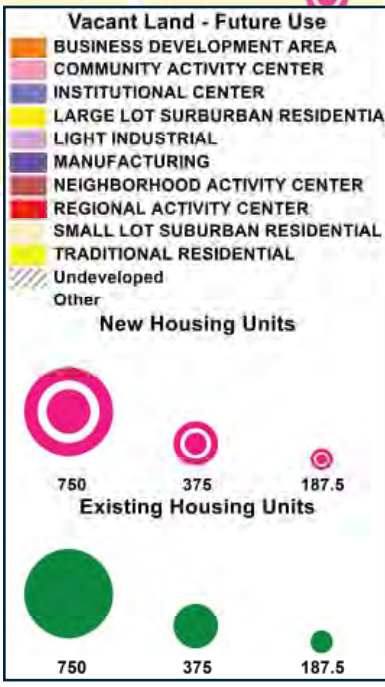 Vacant Land - Future Use
BUSINESS DEVELOPMENT AREA
COMMUNITY ACTIVITY CENTER
INSTITUTIONAL CENTER
LARGE LOT SURBURBAN RESIDENTIA
LIGHT INDUSTRIAL
MANUFACTURING
NEIGHBORHOOD ACTIVITY CENTER
REGIONAL ACTIVITY CENTER
SMALL LOT SUBURBAN RESIDENTIAL
TRADITIONAL RESIDENTIAL
Undeveloped
Other
New Housing Units
750 375 187.5
Existing Housing Units
750 375 187.5